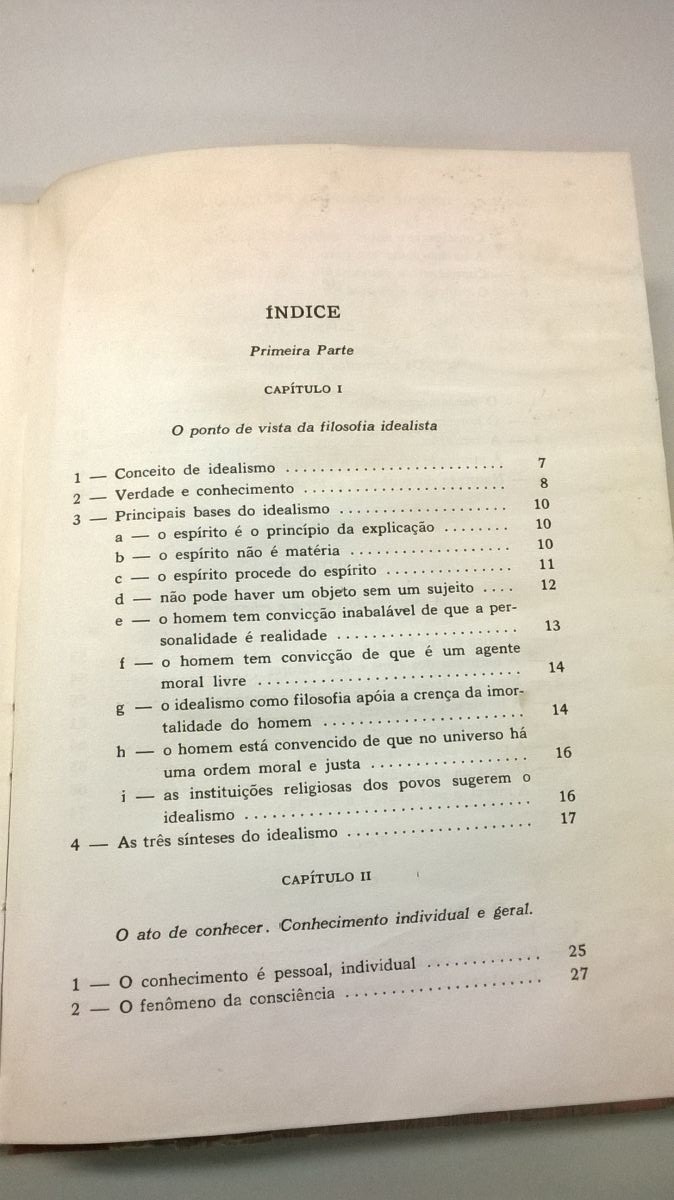 ÍNDICE
Primeira Parte
CAPÍTULO I
O ponto de vista da filosofia idealista
1 — Conceito de idealismo .......................... 7
2 — Verdade e conhecimento ........................ 8
3 — Principais bases do idealismo .................... 10
a — o espírito é o princípio da explicação ........ 10
b — o espírito não é matéria ................... 10
c — o espírito procede do espírito ............... 11
d — não pode haver um objeto sem um sujeito .... 12
e — o homem tem convicção inabalável de que a per-
sonalidade é realidade ...................... 13
f — o homem tem convicção de que é um agente
moral livre ............................... 14
g — o idealismo como filosofia apóia a crença da imor-
talidade do homem ........................ 14
h — o homem está convencido de que no universo há
uma ordem moral e justa .................. 16
i — as instituições religiosas dos povos sugerem o
idealismo .................................. 16
4 — As três sínteses do idealismo ...................... 17
CAPÍTULO II
O ato de conhecer. Conhecimento individual e geral.
1 — O conhecimento é pessoal, individual ............. 25
2 — O fenômeno da consciência ....................... 27